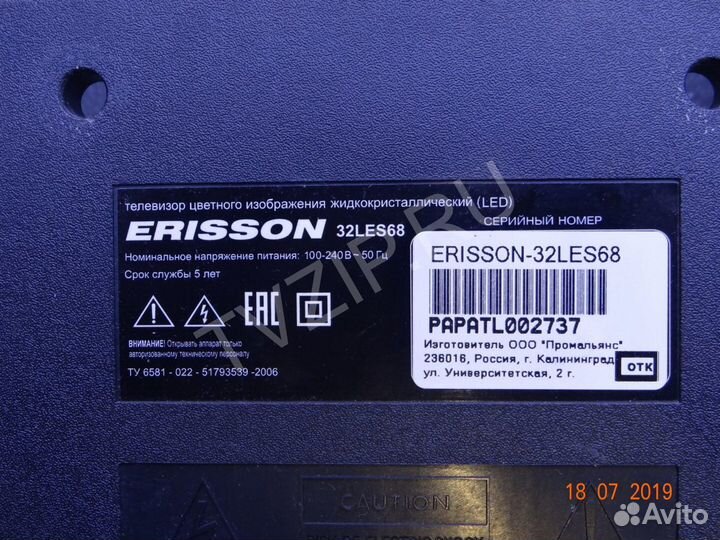 телевизор цветного изображения жидкокристаллический (LED)
ERISSON 32LES68
СЕРИЙНЫЙ НОМЕР
Номинальное напряжение питания: 100-240В ~ 50 Гц
Срок службы 5 лет
EAC
ВНИМАНИЕ! Открывать аппарат только
авторизованному техническому персоналу
ТУ 6581 - 022 - 51793539 -2006
ERISSON-32LES68
PAPATL002737
Изготовитель ООО "Промальянс"
236016, Россия, г. Калининград
ул. Университетская, 2 г.
ОТК
TVZIP.RU
CAUTION
18 07 2019
Avito